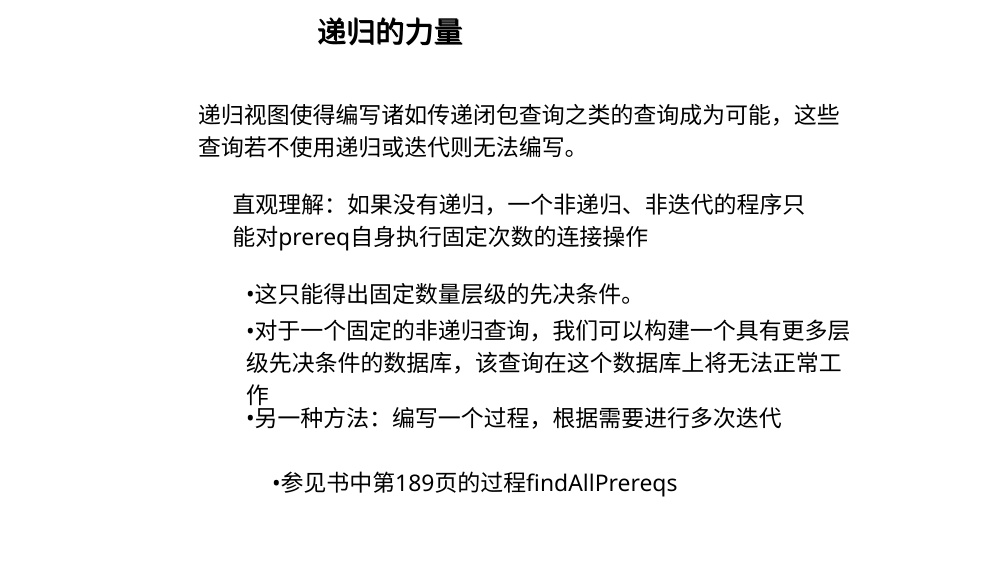 递归的力量
递归视图使得编写诸如传递闭包查询之类的查询成为可能，这些
查询若不使用递归或迭代则无法编写。
直观理解：如果没有递归，一个非递归、非迭代的程序只
能对prereq自身执行固定次数的连接操作
•这只能得出固定数量层级的先决条件。
•对于一个固定的非递归查询，我们可以构建一个具有更多层
级先决条件的数据库，该查询在这个数据库上将无法正常工
作
•另一种方法：编写一个过程，根据需要进行多次迭代
•参见书中第189页的过程findAllPrereqs